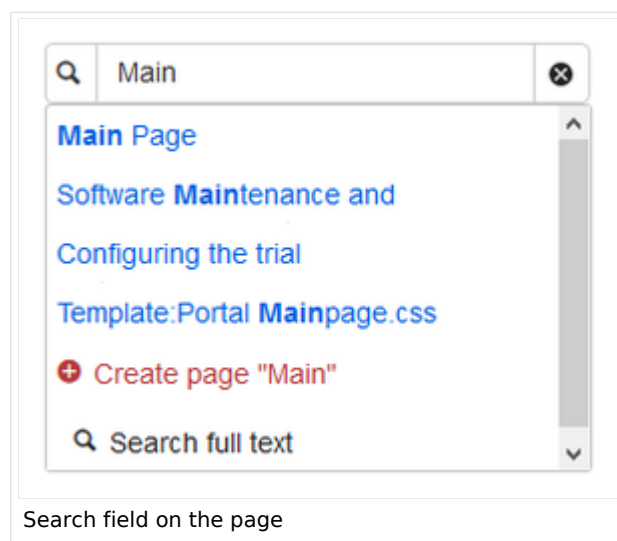 Main
Main Page
Software Maintenance and
Configuring the trial
Template:Portal Mainpage.css
Create page "Main"
Search full text
Search field on the page